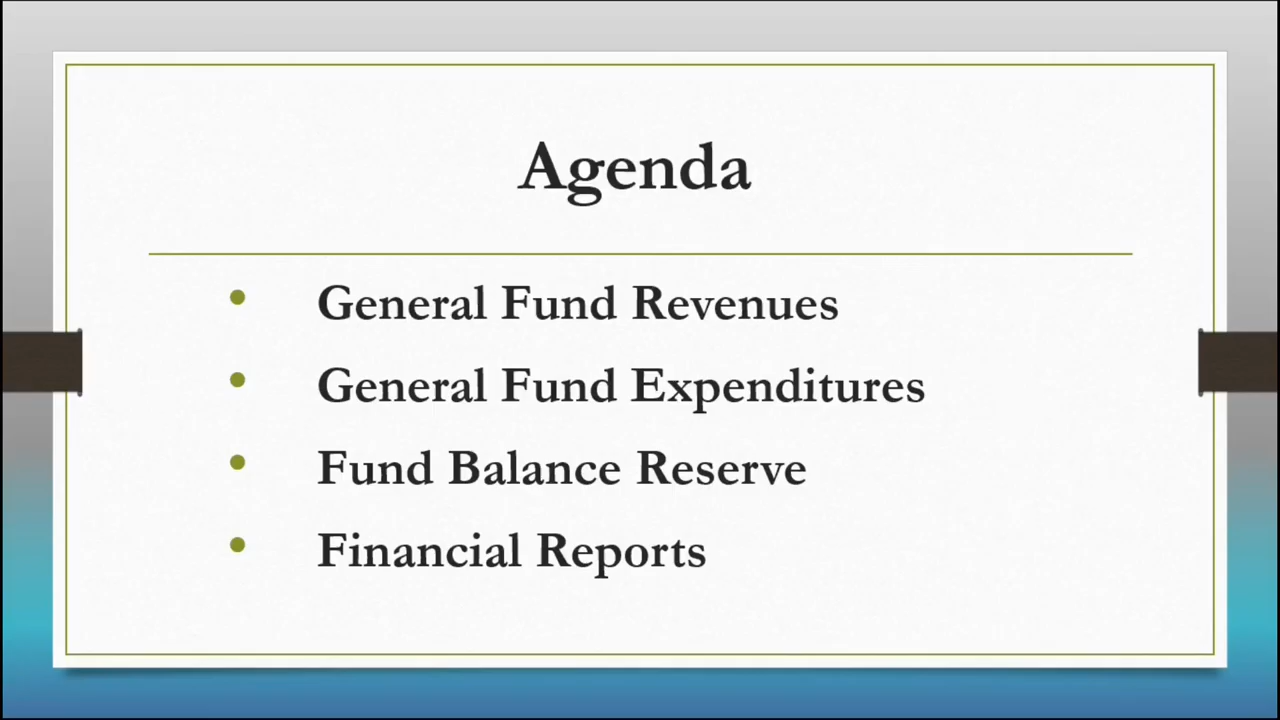 Agenda
• General Fund Revenues
• General Fund Expenditures
• Fund Balance Reserve
• Financial Reports